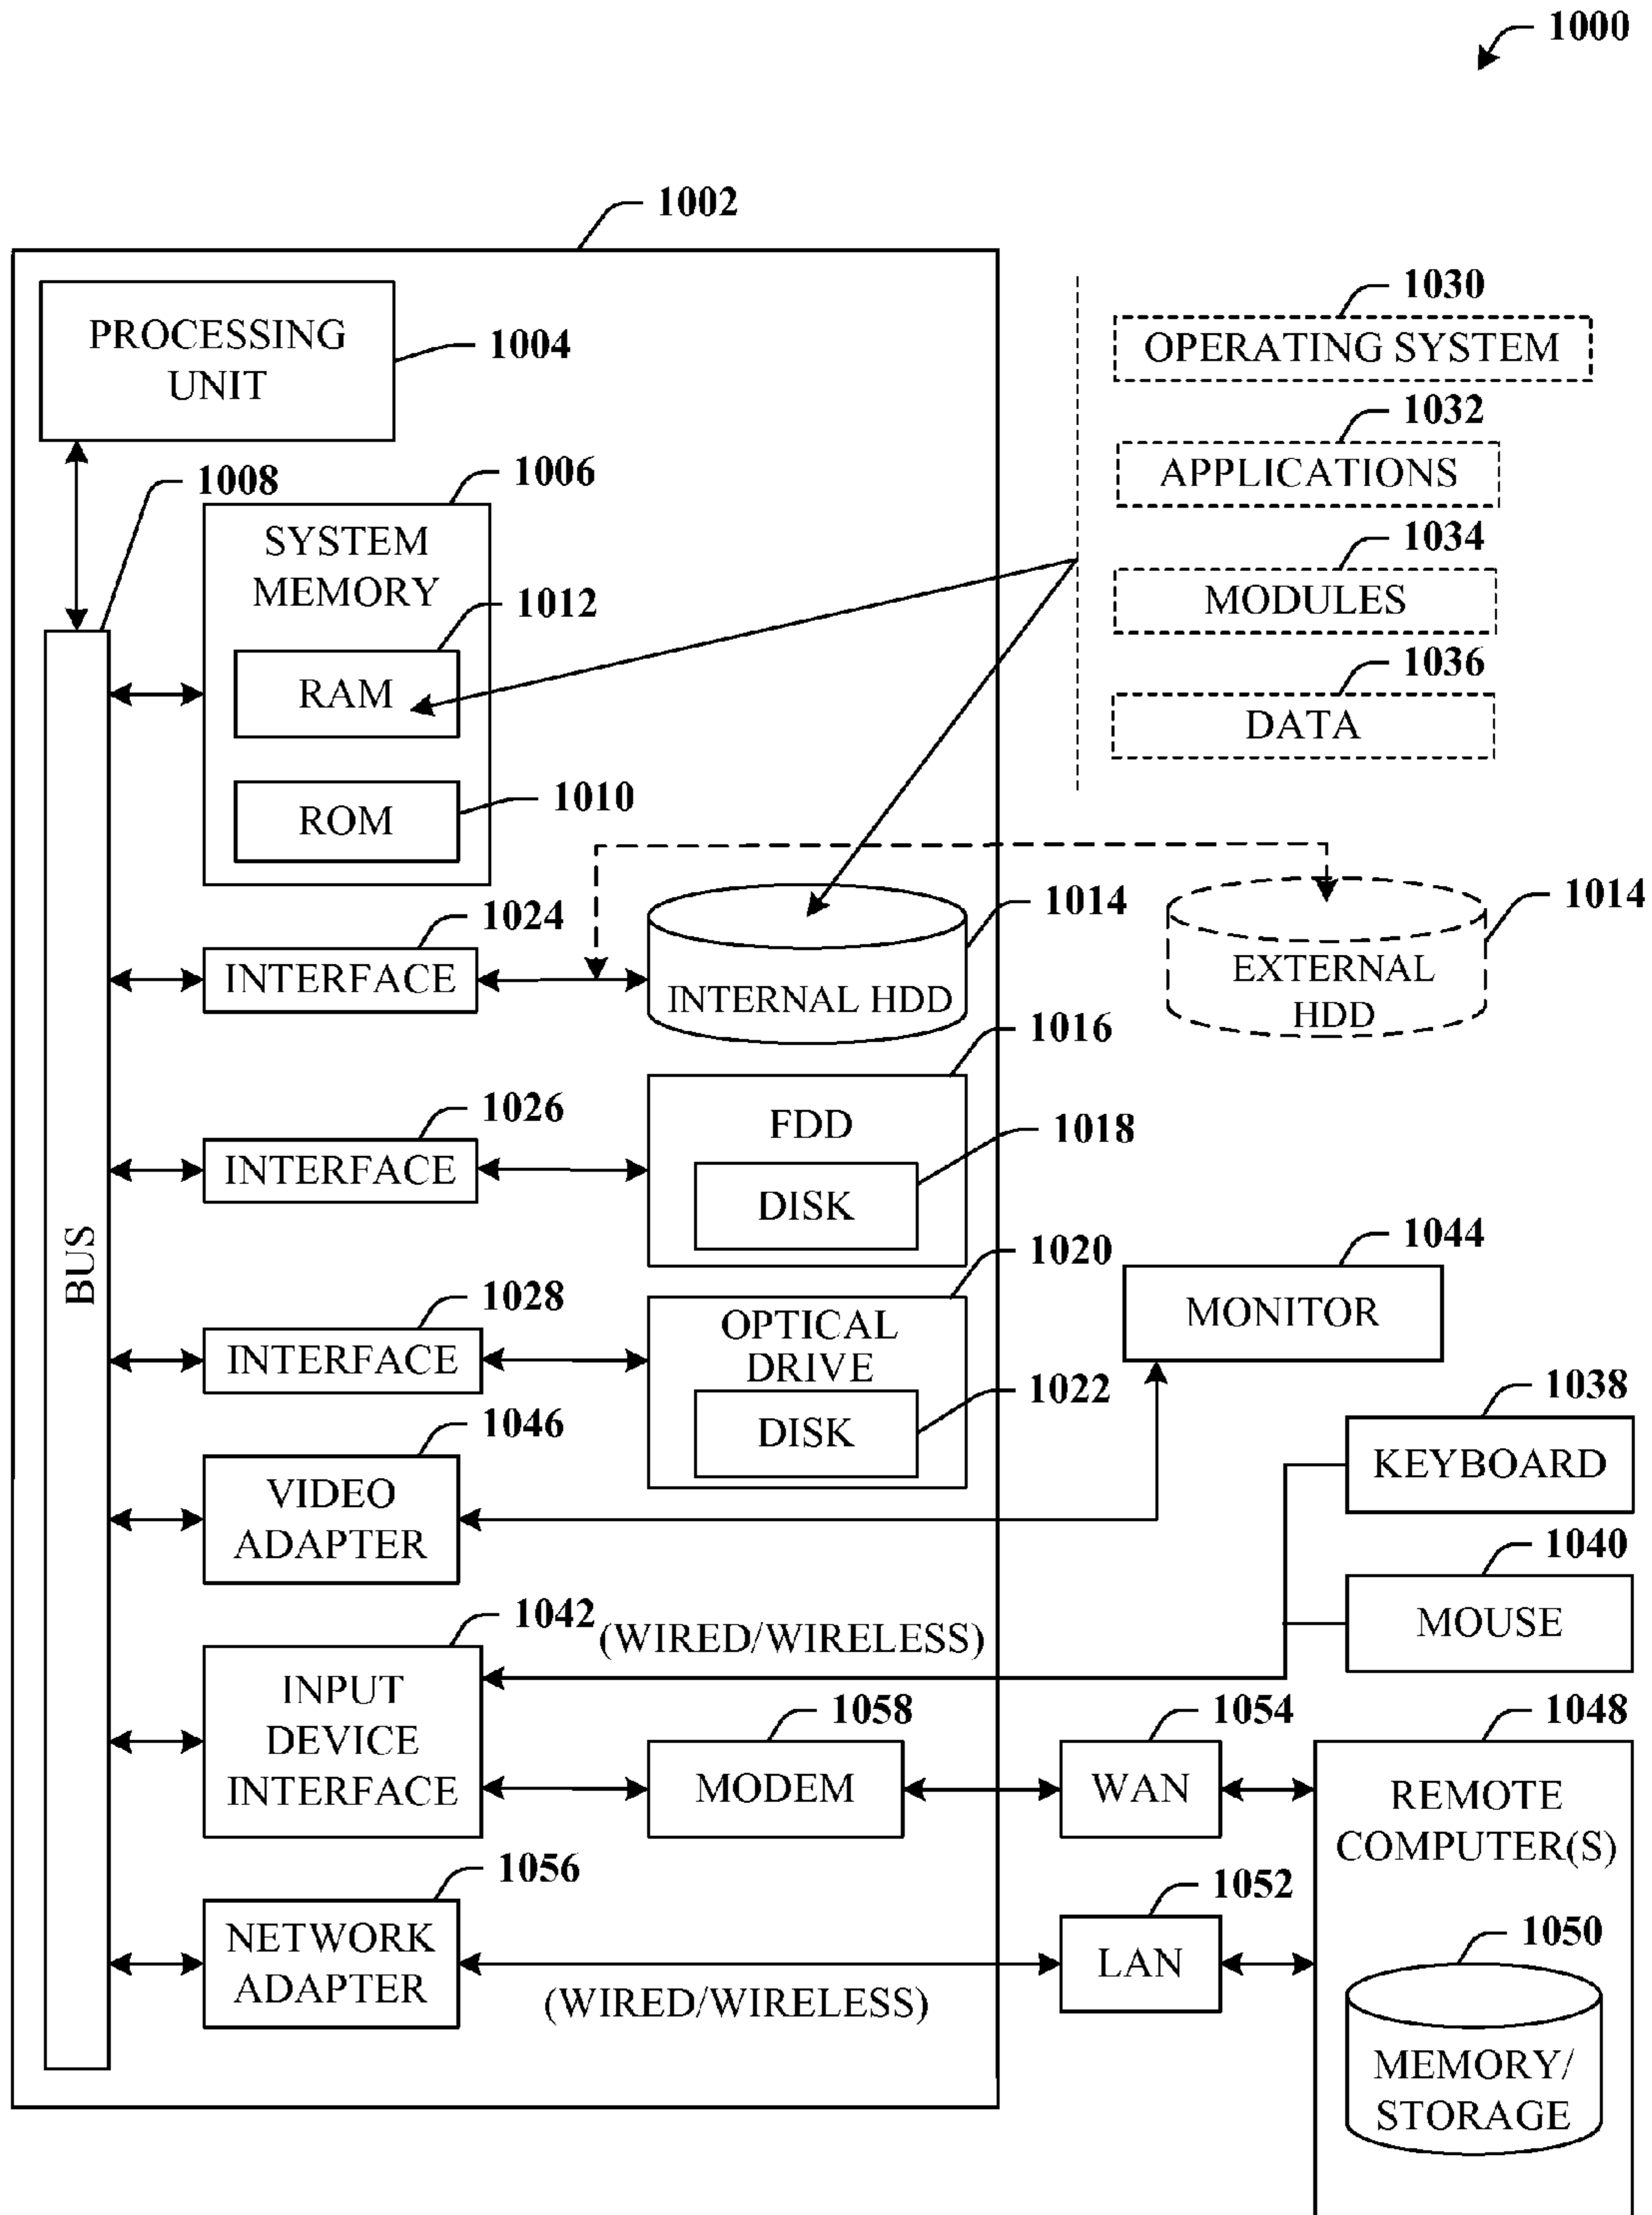 1000
1002
PROCESSING
UNIT
1004
1030
OPERATING SYSTEM
1032
APPLICATIONS
1008
1006
SYSTEM
MEMORY
1034
MODULES
1012
RAM
1036
DATA
1010
ROM
1024
INTERFACE
1014
INTERNAL HDD
1014
EXTERNAL
HDD
1016
FDD
1026
INTERFACE
1018
DISK
BUS
1020
OPTICAL
DRIVE
1028
INTERFACE
1022
DISK
1044
MONITOR
1046
VIDEO
ADAPTER
1038
KEYBOARD
1040
MOUSE
1042
(WIRED/WIRELESS)
INPUT
DEVICE
INTERFACE
1058
MODEM
1054
WAN
1048
REMOTE
COMPUTER(S)
1056
NETWORK
ADAPTER
(WIRED/WIRELESS)
1052
LAN
1050
MEMORY/
STORAGE